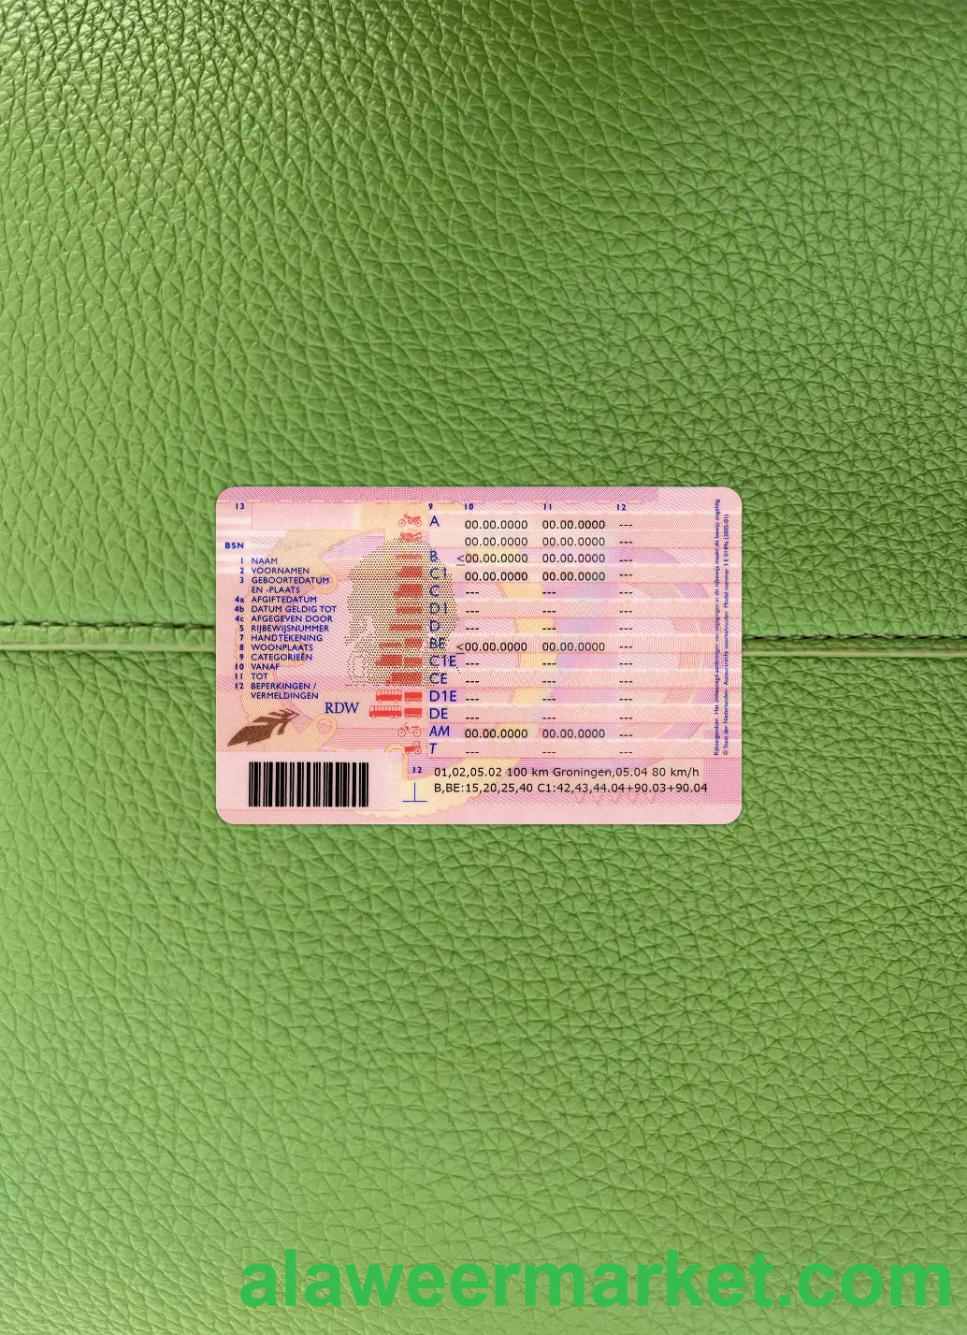 13
BSN
1 NAAM
2 VOORNAMEN
3 GEBOORTEDATUM
EN -PLAATS
4a AFGIFTEDATUM
4b DATUM GELDIG TOT
4c AFGEGEVEN DOOR
5 RIJBEWIJSNUMMER
7 HANDTEKENING
8 WOONPLAATS
9 CATEGORIEËN
10 VANAF
11 TOT
12 BEPERKINGEN /
VERMELDINGEN
RDW
9 10 11 12
A 00.00.0000 00.00.0000 ---
00.00.0000 00.00.0000 ---
B <00.00.0000 00.00.0000 ---
C1 00.00.0000 00.00.0000 ---
C --- --- ---
D1 --- --- ---
D --- --- ---
BE <00.00.0000 00.00.0000 ---
C1E --- --- ---
CE --- --- ---
D1E --- --- ---
DE --- --- ---
AM 00.00.0000 00.00.0000 ---
T --- --- ---
12 01,02,05.02 100 km Groningen,05.04 80 km/h
B,BE:15,20,25,40 C1:42,43,44.04+90.03+90.04
alaweermarket.com